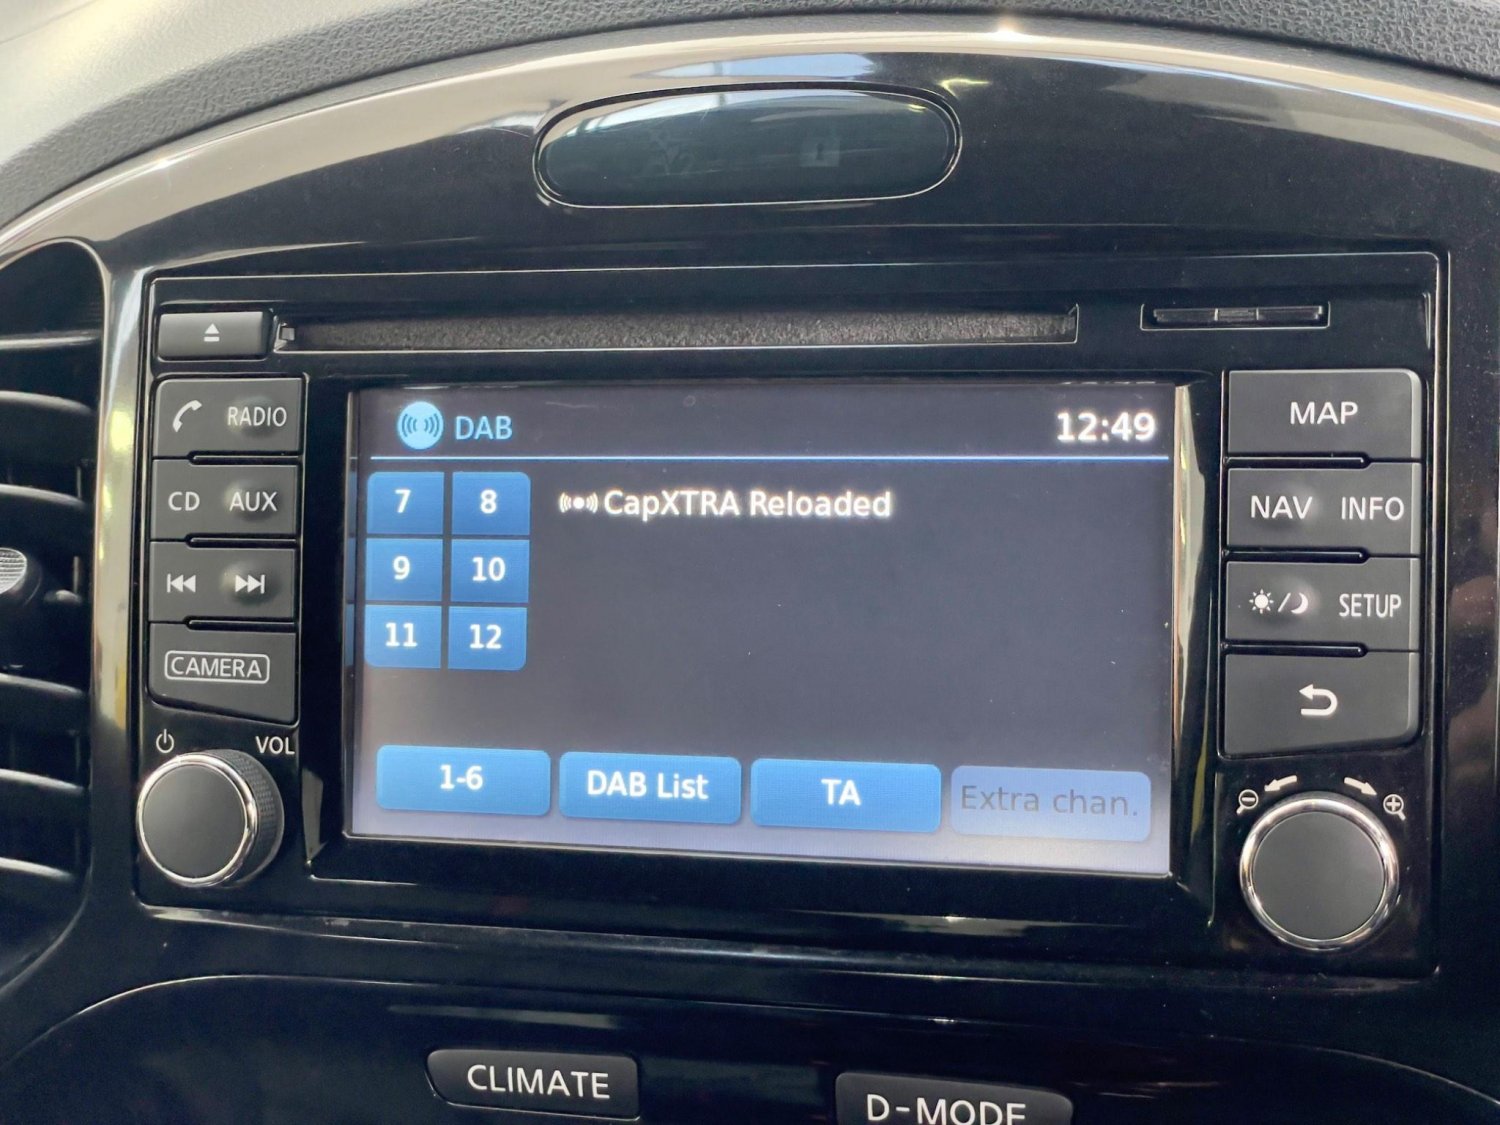 DAB
12:49
7 8
CapXTRA Reloaded
9 10
11 12
1-6
DAB List
TA
Extra chan.
RADIO
CD AUX
CAMERA
VOL
MAP
NAV INFO
SETUP
CLIMATE
D-MODE